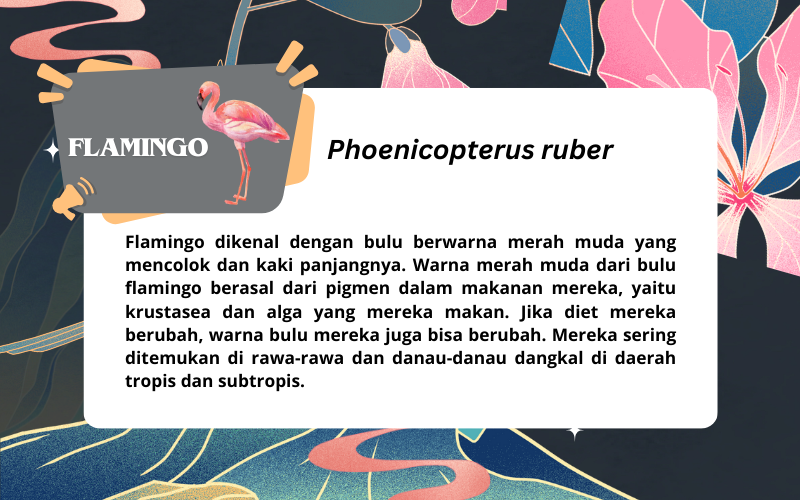 FLAMINGO
Phoenicopterus ruber
Flamingo dikenal dengan bulu berwarna merah muda yang
mencolok dan kaki panjangnya. Warna merah muda dari bulu
flamingo berasal dari pigmen dalam makanan mereka, yaitu
krustasea dan alga yang mereka makan. Jika diet mereka
berubah, warna bulu mereka juga bisa berubah. Mereka sering
ditemukan di rawa-rawa dan danau-danau dangkal di daerah
tropis dan subtropis.